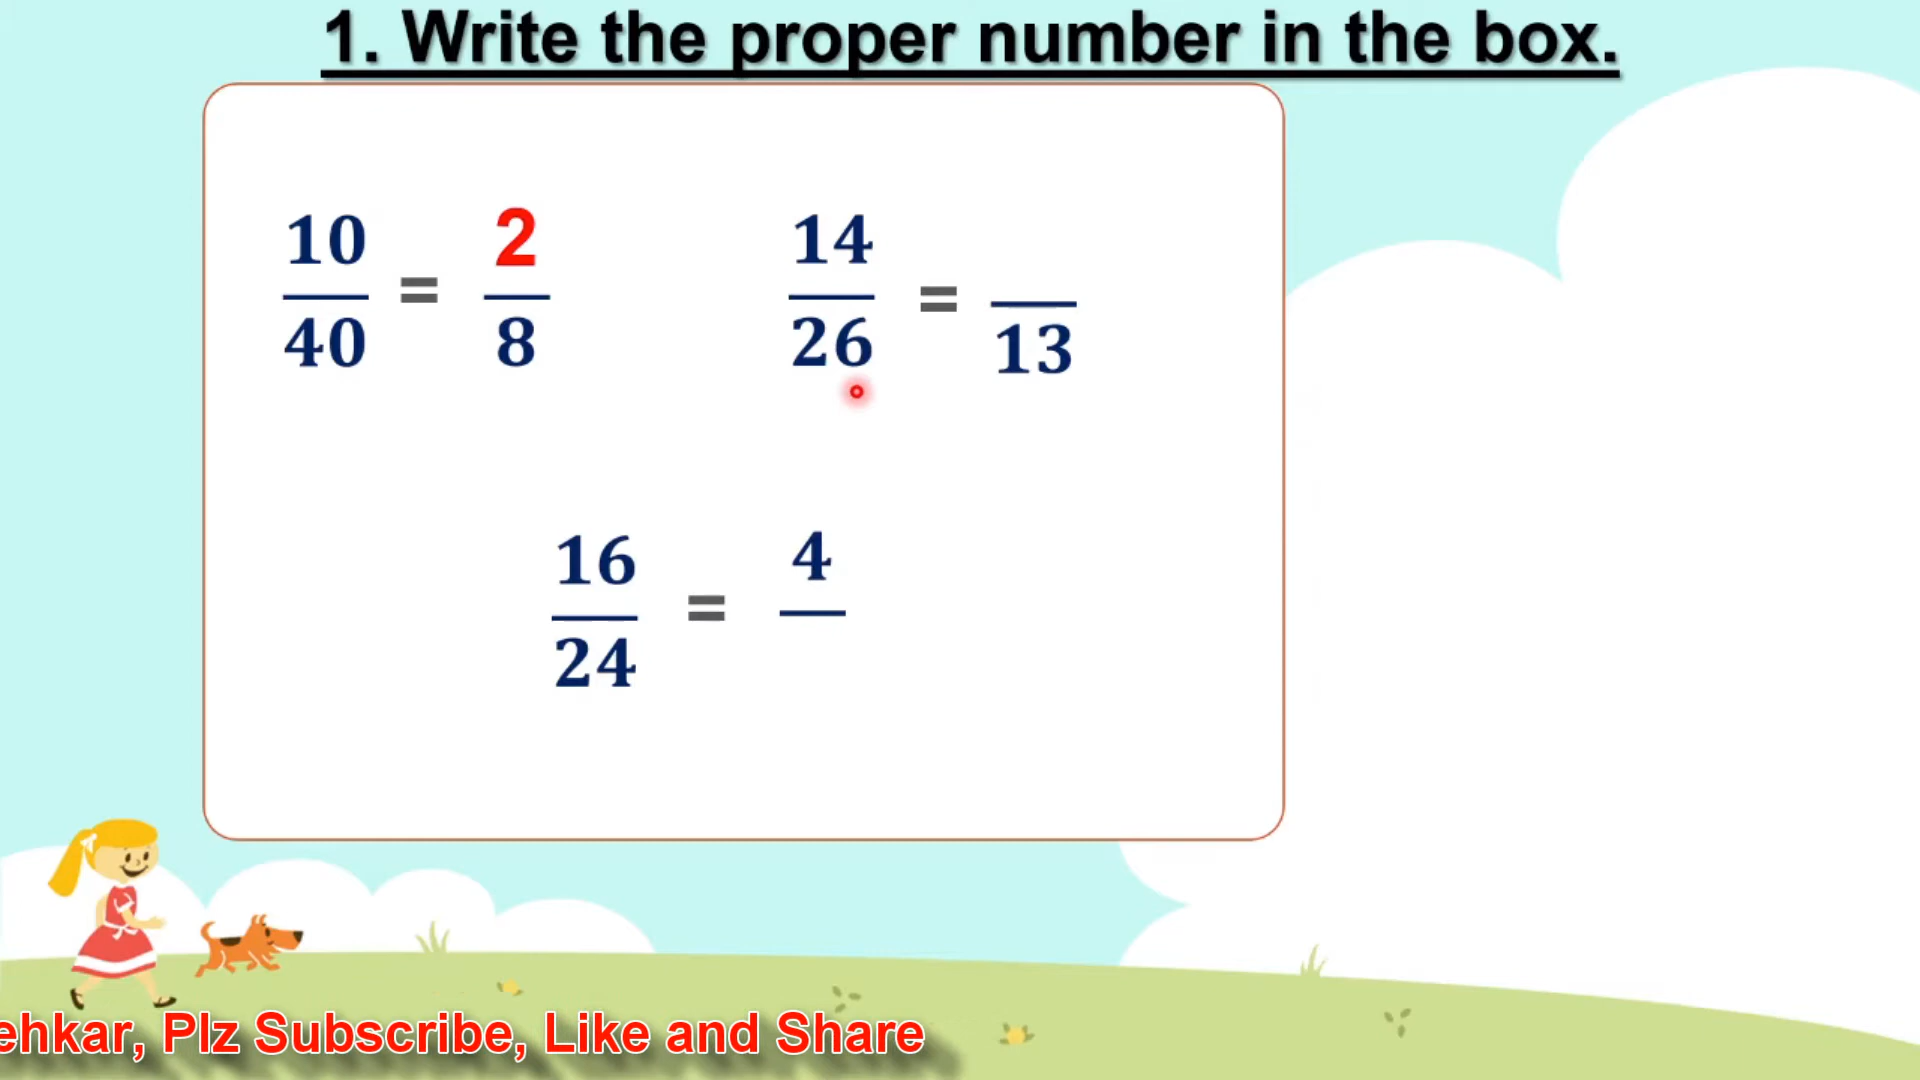 1. Write the proper number in the box.
10 2 14
= =
40 8 26 13
16 4
=
24
ehkar, Plz Subscribe, Like and Share